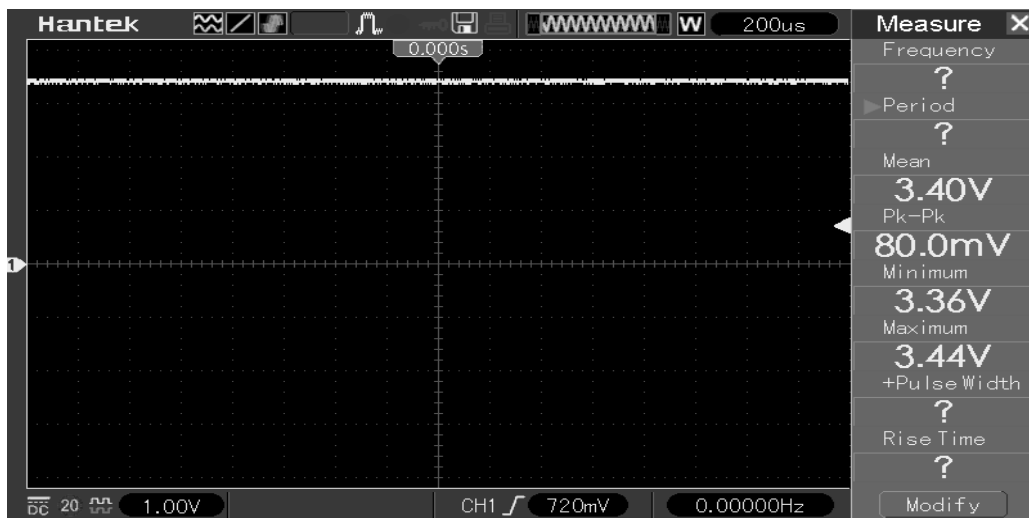 Hantek W 200us Measure X
0.000s
Frequency
?
Period
?
Mean
3.40V
Pk-Pk
80.0mV
1
Minimum
3.36V
Maximum
3.44V
+Pulse Width
?
Rise Time
?
DC 20 1.00V CH1 720mV 0.00000Hz Modify